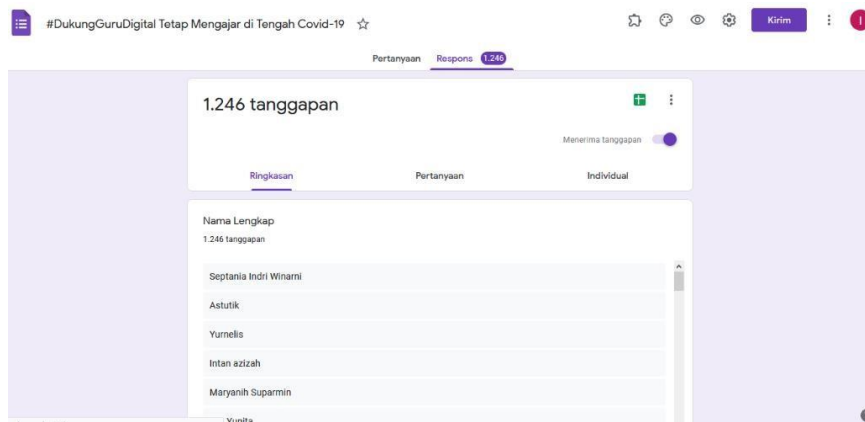 #DukungGuruDigital Tetap Mengajar di Tengah Covid-19
Kirim
Pertanyaan Respons 1.246
1.246 tanggapan
Menerima tanggapan
Ringkasan Pertanyaan Individual
Nama Lengkap
1.246 tanggapan
Septania Indri Winarni
Astutik
Yurnelis
Intan azizah
Maryanih Suparmin
Yunita